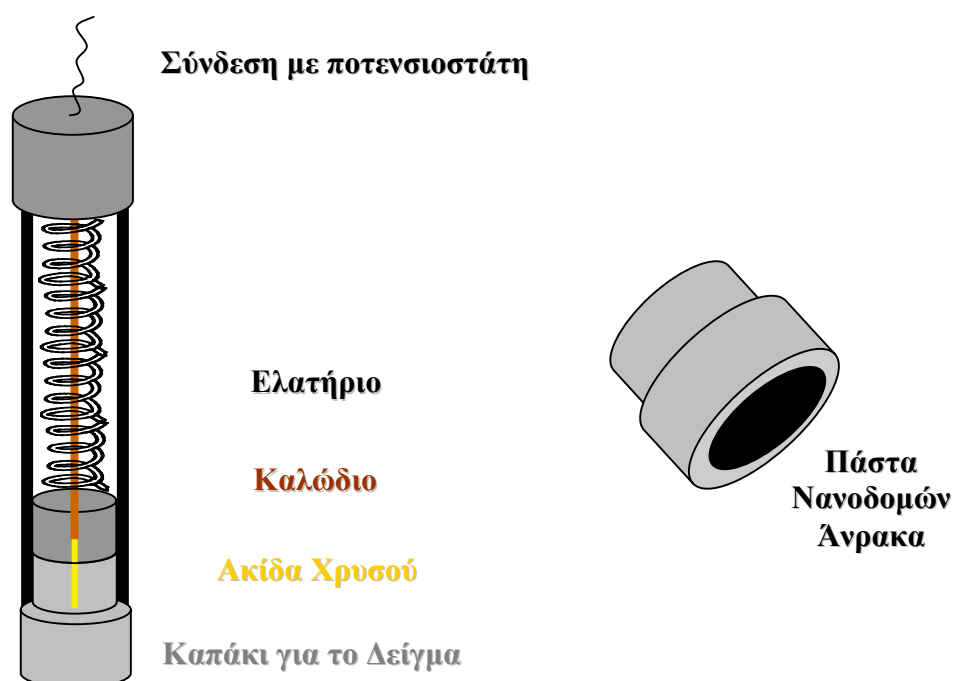 Σύνδεση με ποτενσιοστάτη
Ελατήριο
Καλώδιο
Ακίδα Χρυσού
Καπάκι για το Δείγμα
Πάστα
Νανοδομών
Άνρακα